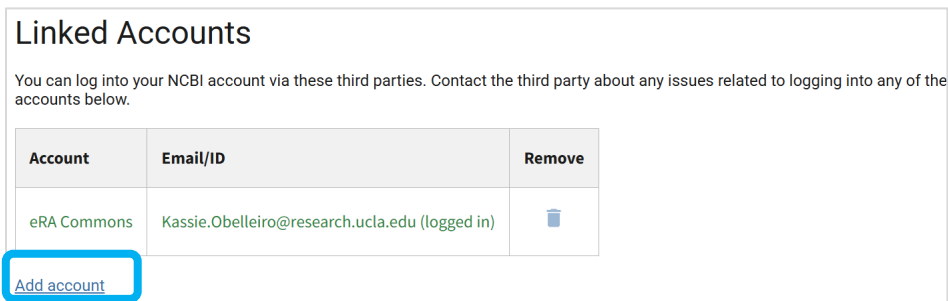 Linked Accounts
You can log into your NCBI account via these third parties. Contact the third party about any issues related to logging into any of the
accounts below.
Account Email/ID Remove
eRA Commons Kassie.Obelleiro@research.ucla.edu (logged in)
Add account